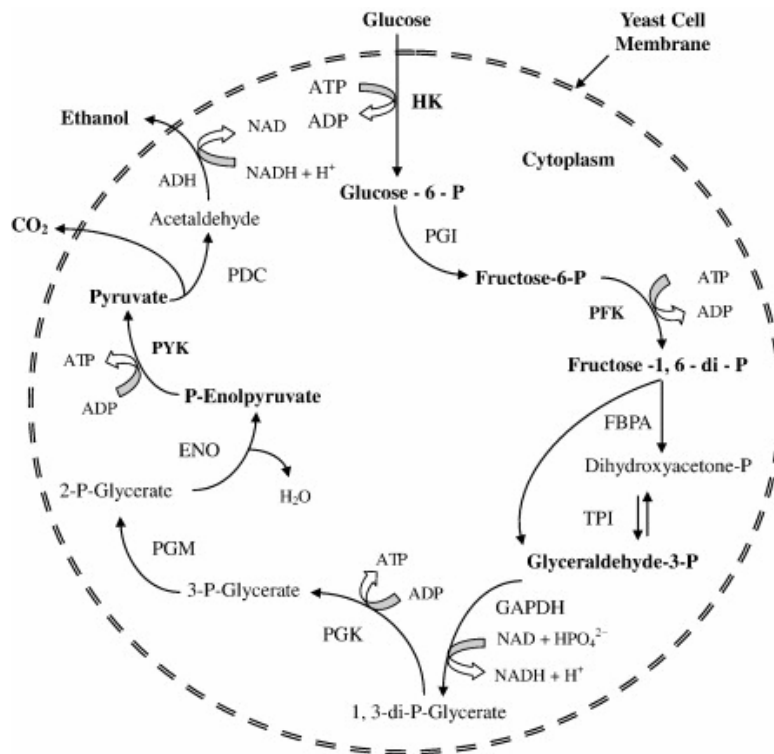 Glucose
Yeast Cell
Membrane
ATP
HK
ADP
Ethanol
NAD
NADH + H⁺
ADH
Cytoplasm
Glucose - 6 - P
Acetaldehyde
CO₂
PGI
PDC
Fructose-6-P
ATP
Pyruvate
PFK
ADP
PYK
ATP
Fructose -1, 6 - di - P
P-Enolpyruvate
ADP
FBPA
ENO
Dihydroxyacetone-P
2-P-Glycerate
H₂O
TPI
PGM
ATP
Glyceraldehyde-3-P
3-P-Glycerate
ADP
GAPDH
PGK
NAD + HPO₄²⁻
NADH + H⁺
1, 3-di-P-Glycerate